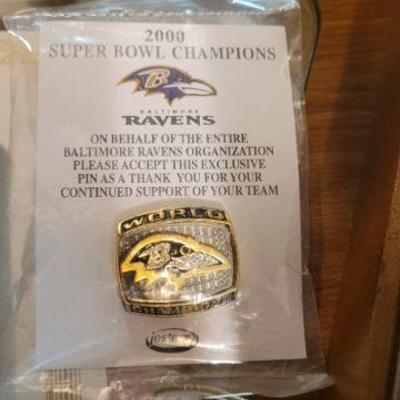 2000
SUPER BOWL CHAMPIONS
B
BALTIMORE
RAVENS
ON BEHALF OF THE ENTIRE
BALTIMORE RAVENS ORGANIZATION
PLEASE ACCEPT THIS EXCLUSIVE
PIN AS A THANK YOU FOR YOUR
CONTINUED SUPPORT OF YOUR TEAM
WORLD
CHAMPIONS
jostens